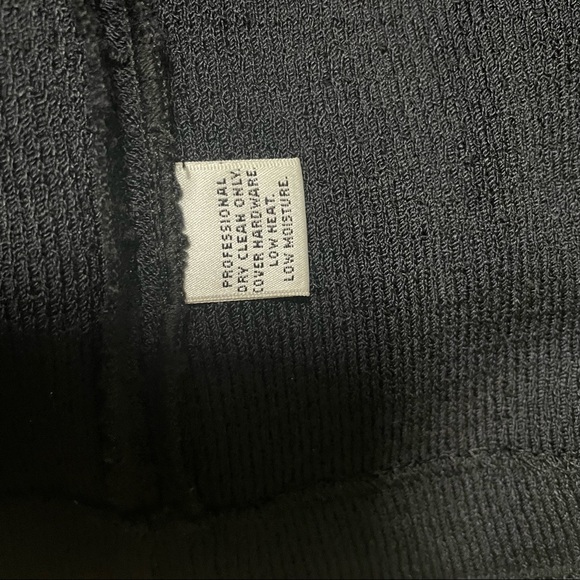 PROFESSIONAL
DRY CLEAN ONLY.
COVER HARDWARE
LOW HEAT.
LOW MOISTURE.